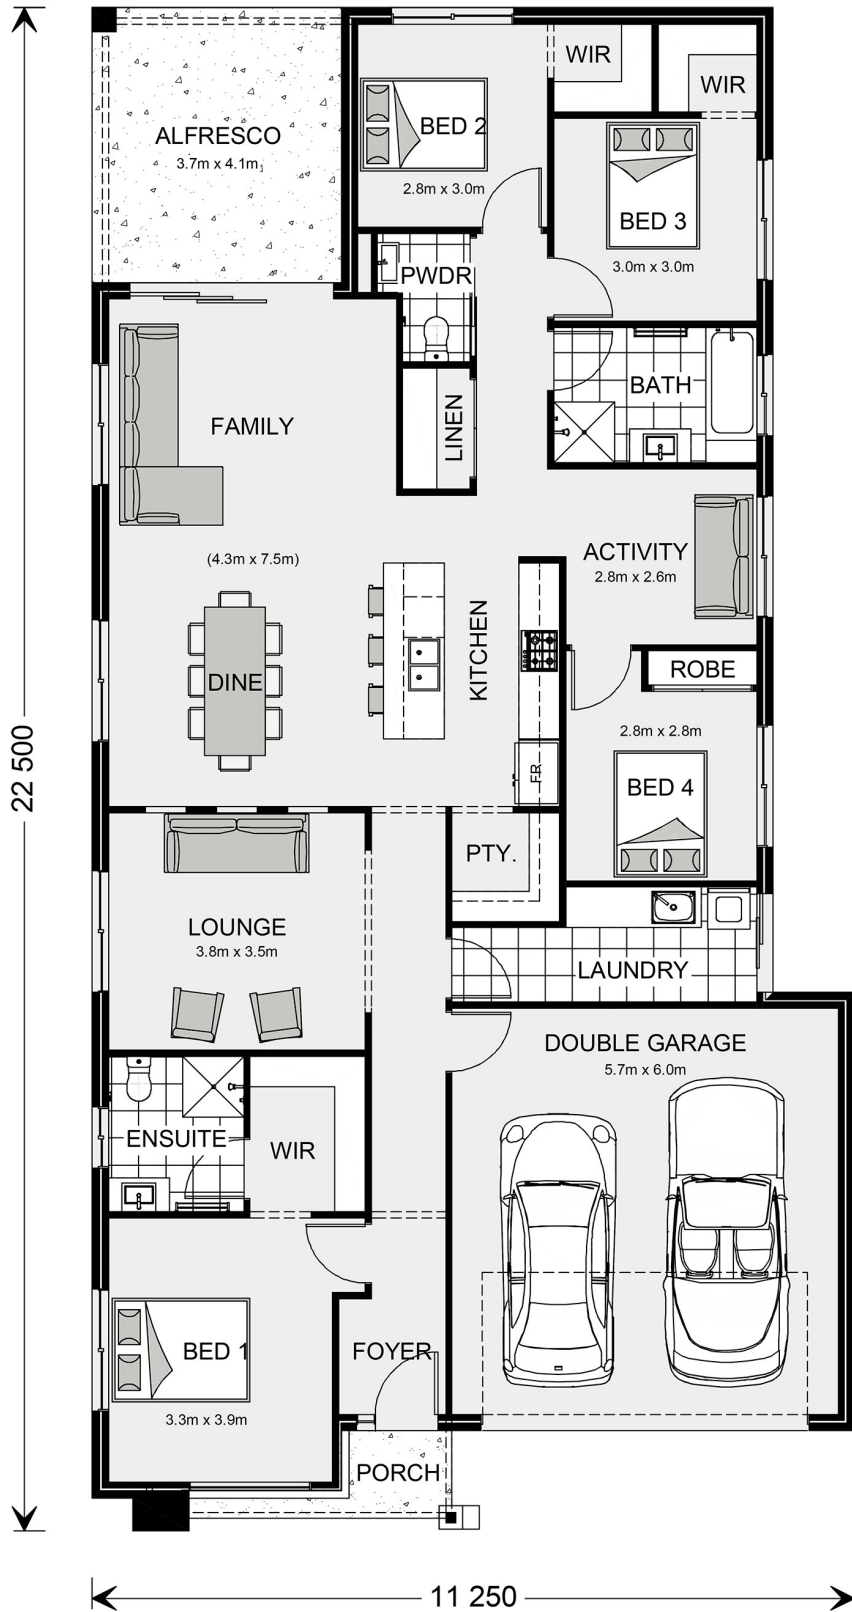 WIR
WIR
ALFRESCO
3.7m x 4.1m
BED 2
2.8m x 3.0m
BED 3
3.0m x 3.0m
PWDR
BATH
LINEN
FAMILY
(4.3m x 7.5m)
ACTIVITY
2.8m x 2.6m
KITCHEN
DINE
ROBE
2.8m x 2.8m
BED 4
FR
22 500
PTY.
LOUNGE
3.8m x 3.5m
LAUNDRY
DOUBLE GARAGE
5.7m x 6.0m
ENSUITE
WIR
BED 1
3.3m x 3.9m
FOYER
PORCH
11 250